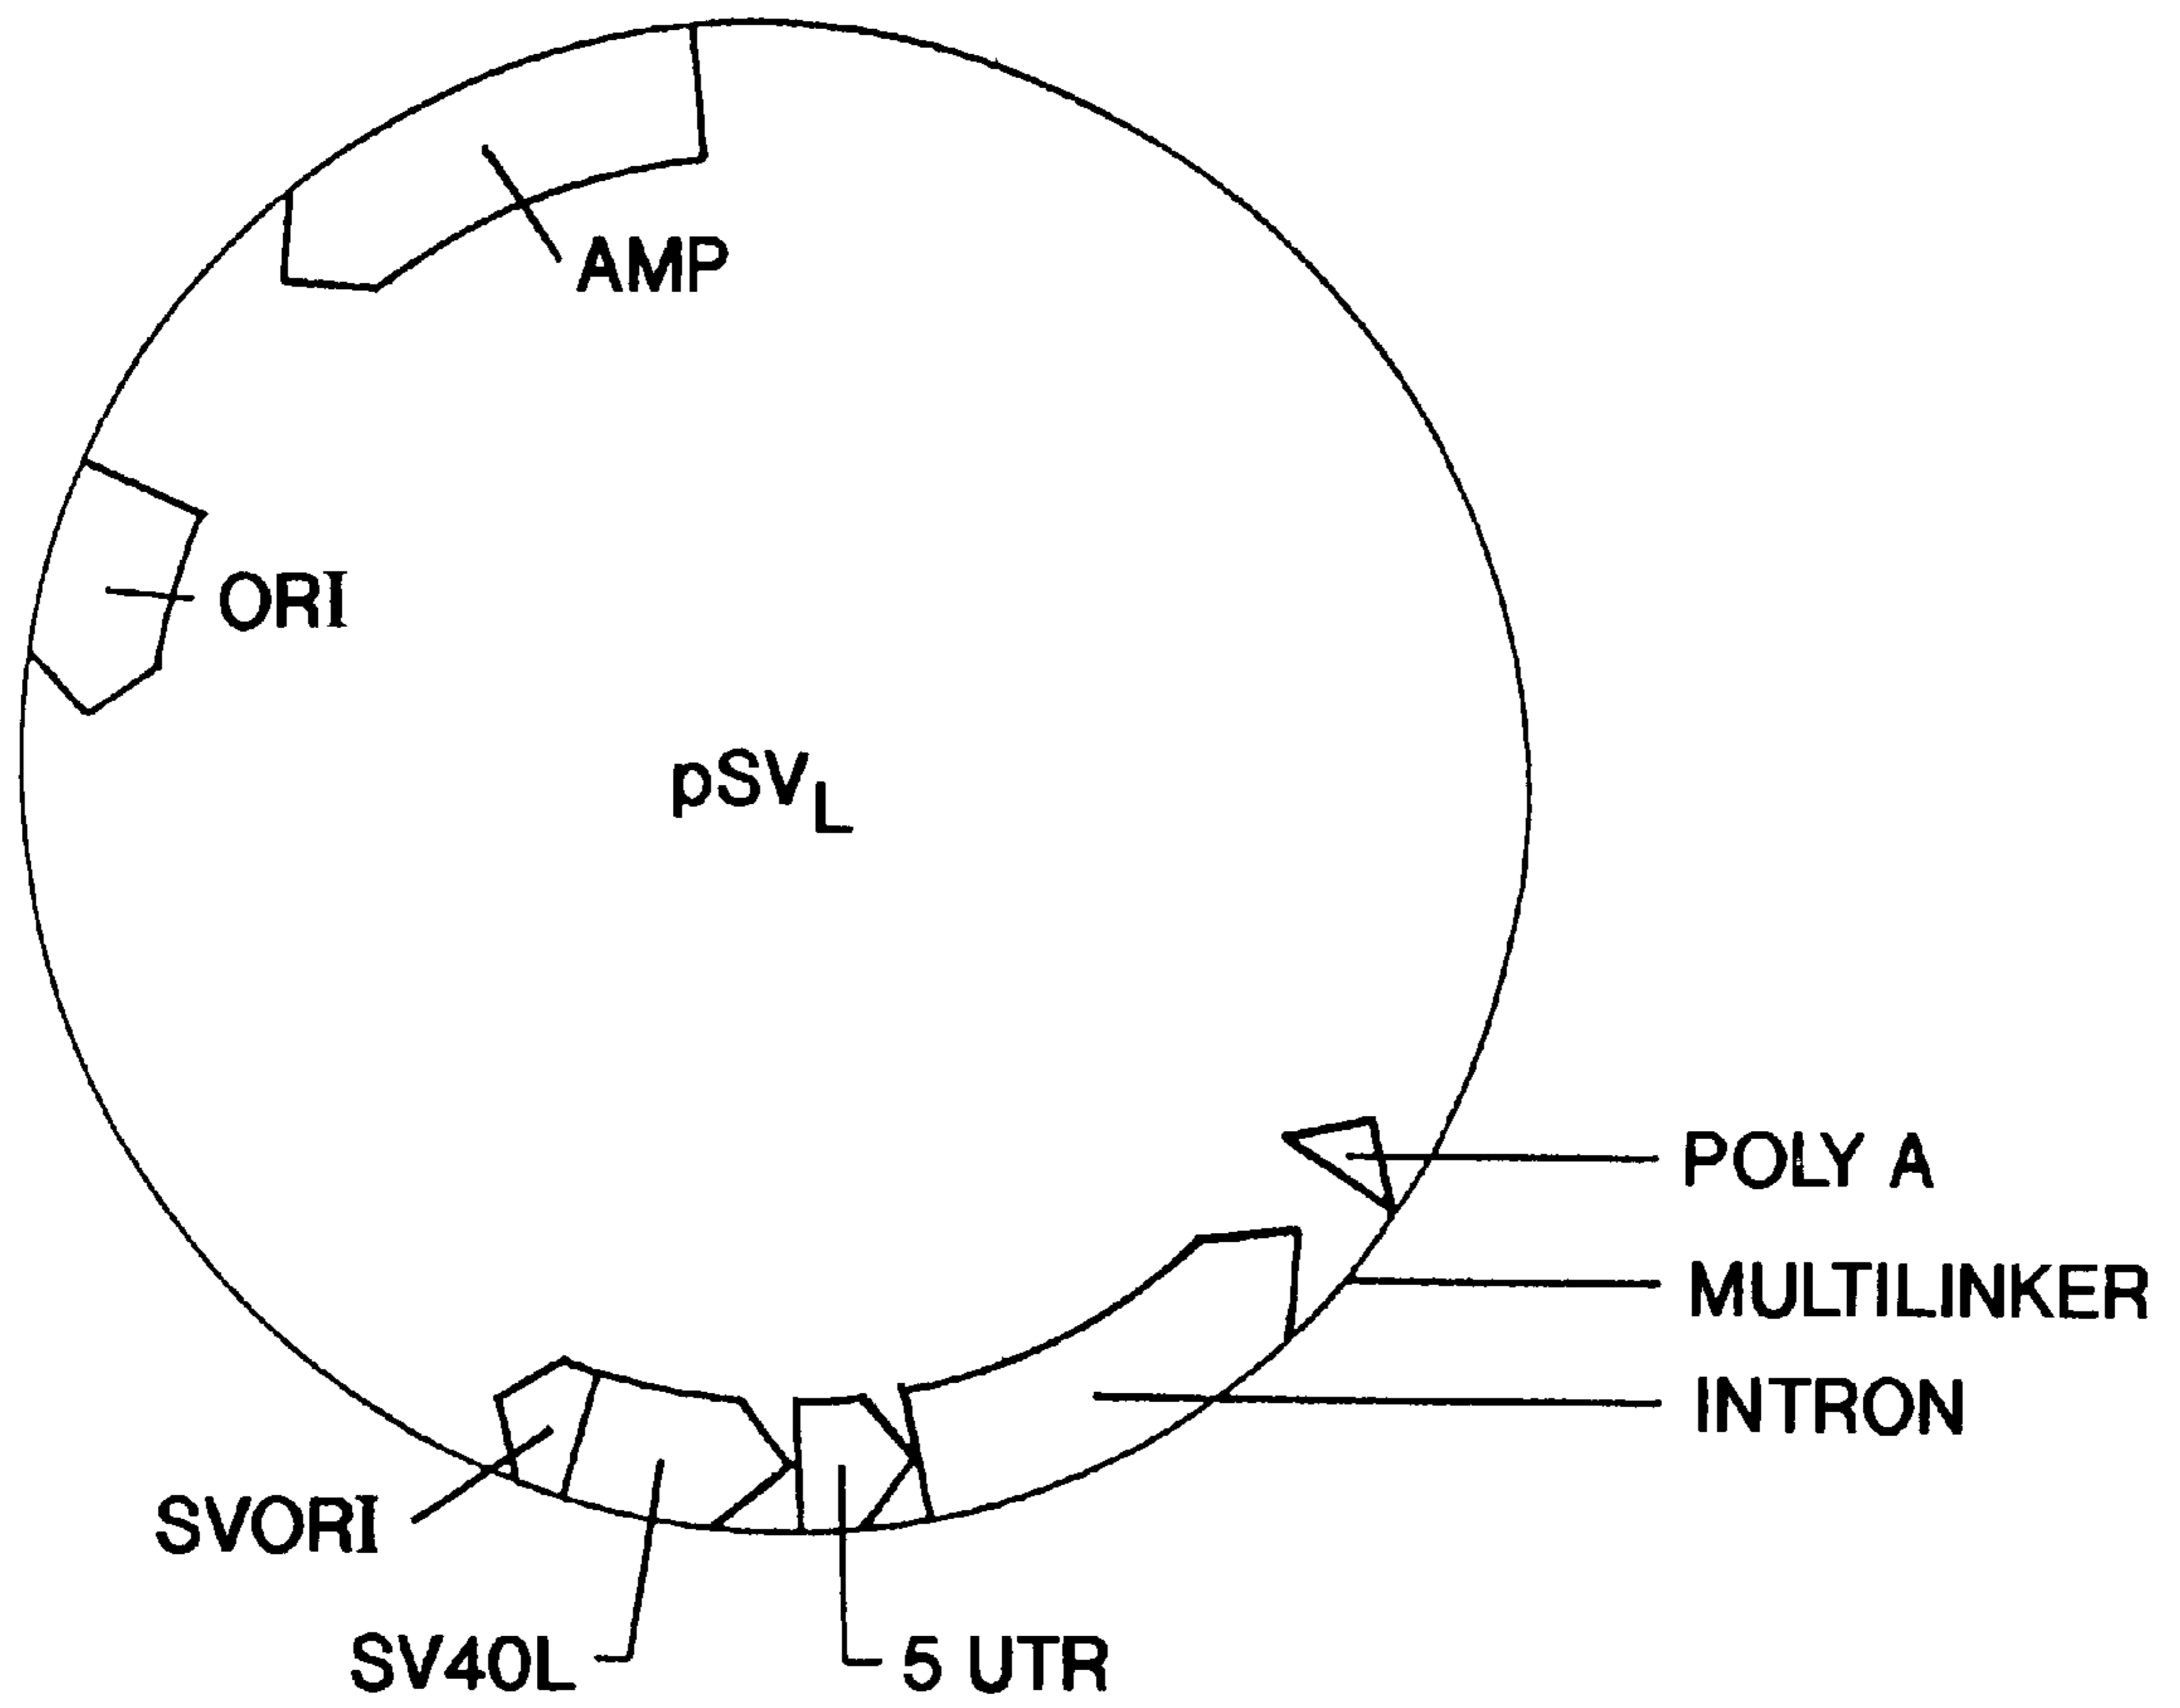 AMP
ORI
pSVL
POLY A
MULTILINKER
INTRON
SVORI
SV40L
5 UTR